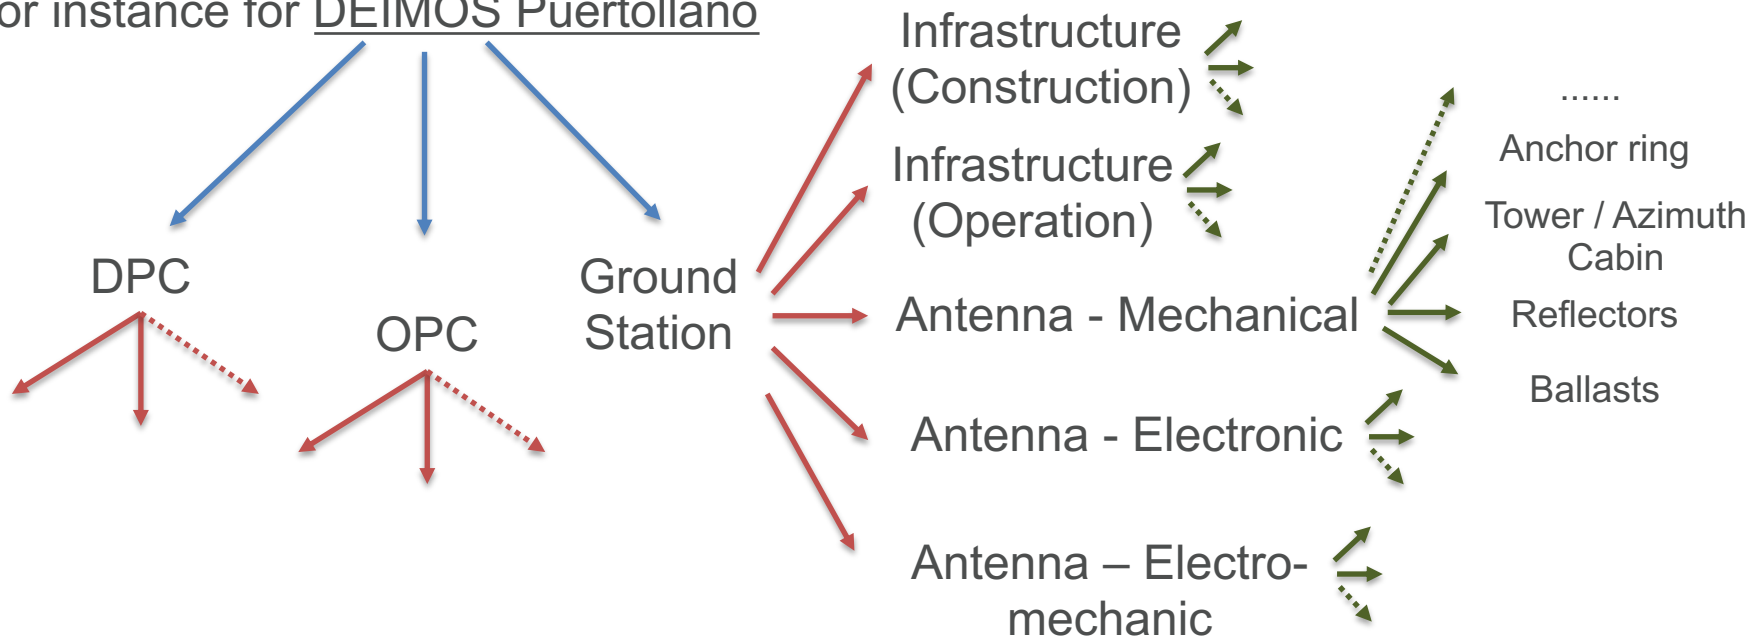 or instance for DEIMOS Puertollano
DPC
OPC
Ground
Station
Infrastructure
(Construction)
Infrastructure
(Operation)
Antenna - Mechanical
Antenna - Electronic
Antenna – Electro-
mechanic
......
Anchor ring
Tower / Azimuth
Cabin
Reflectors
Ballasts